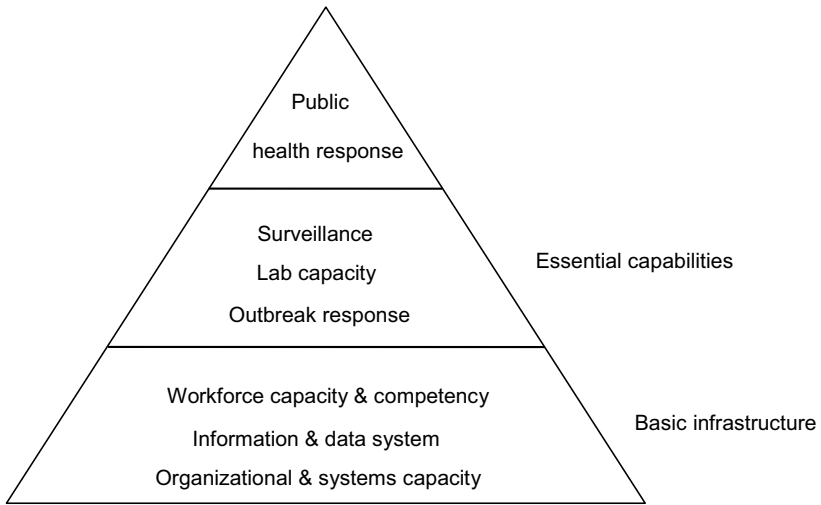 Public
health response
Surveillance
Lab capacity
Essential capabilities
Outbreak response
Workforce capacity & competency
Basic infrastructure
Information & data system
Organizational & systems capacity